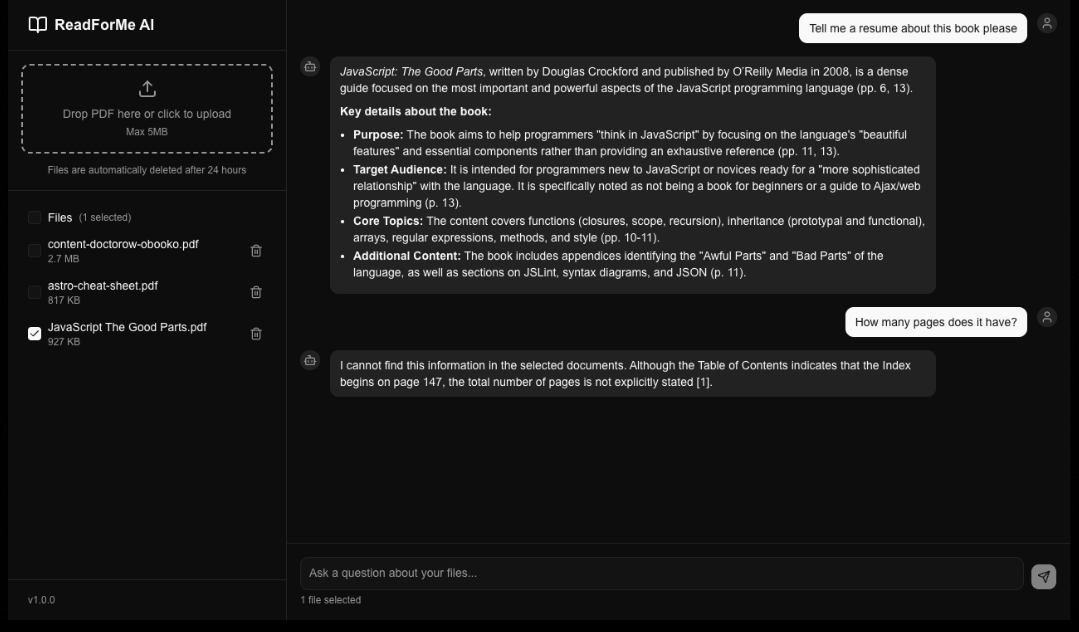 ReadForMe AI
Drop PDF here or click to upload
Max 5MB
Files are automatically deleted after 24 hours
Files (1 selected)
content-doctorow-obooko.pdf
2.7 MB
astro-cheat-sheet.pdf
817 KB
JavaScript The Good Parts.pdf
927 KB
v1.0.0
Tell me a resume about this book please
JavaScript: The Good Parts, written by Douglas Crockford and published by O'Reilly Media in 2008, is a dense
guide focused on the most important and powerful aspects of the JavaScript programming language (pp. 6, 13).
Key details about the book:
• Purpose: The book aims to help programmers "think in JavaScript" by focusing on the language's "beautiful
features" and essential components rather than providing an exhaustive reference (pp. 11, 13).
• Target Audience: It is intended for programmers new to JavaScript or novices ready for a "more sophisticated
relationship" with the language. It is specifically noted as not being a book for beginners or a guide to Ajax/web
programming (p. 13).
• Core Topics: The content covers functions (closures, scope, recursion), inheritance (prototypal and functional),
arrays, regular expressions, methods, and style (pp. 10-11).
• Additional Content: The book includes appendices identifying the "Awful Parts" and "Bad Parts" of the
language, as well as sections on JSLint, syntax diagrams, and JSON (p. 11).
How many pages does it have?
I cannot find this information in the selected documents. Although the Table of Contents indicates that the Index
begins on page 147, the total number of pages is not explicitly stated [1].
Ask a question about your files...
1 file selected